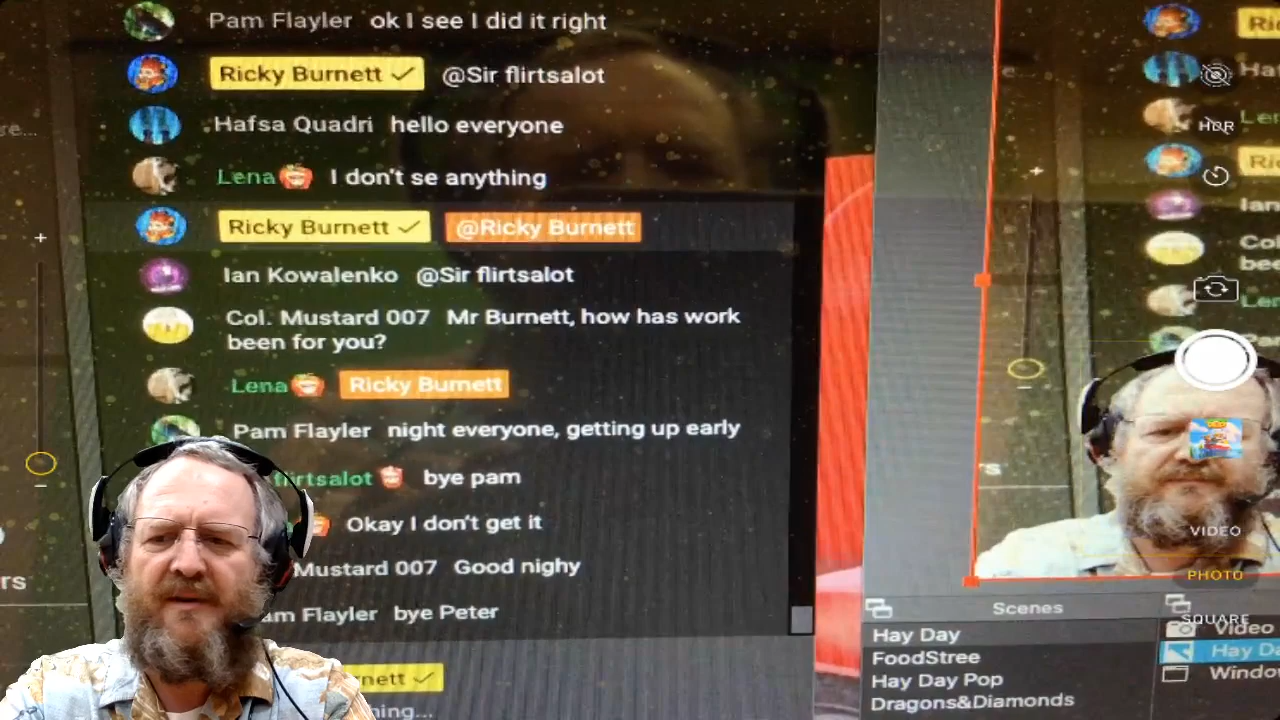 Pam Flayler ok I see I did it right
Ricky Burnett @Sir flirtsalot
Hafsa Quadri hello everyone
Lena I don't se anything
Ricky Burnett @Ricky Burnett
Ian Kowalenko @Sir flirtsalot
Col. Mustard 007 Mr Burnett, how has work
been for you?
Lena Ricky Burnett
Pam Flayler night everyone, getting up early
flirtsalot bye pam
Okay I don't get it
Mustard 007 Good nighy
am Flayler bye Peter
nett
HDR
VIDEO
PHOTO
SQUARE
Scenes
Hay Day
FoodStree
Hay Day Pop
Dragons&Diamonds
Video
Hay Da
Window